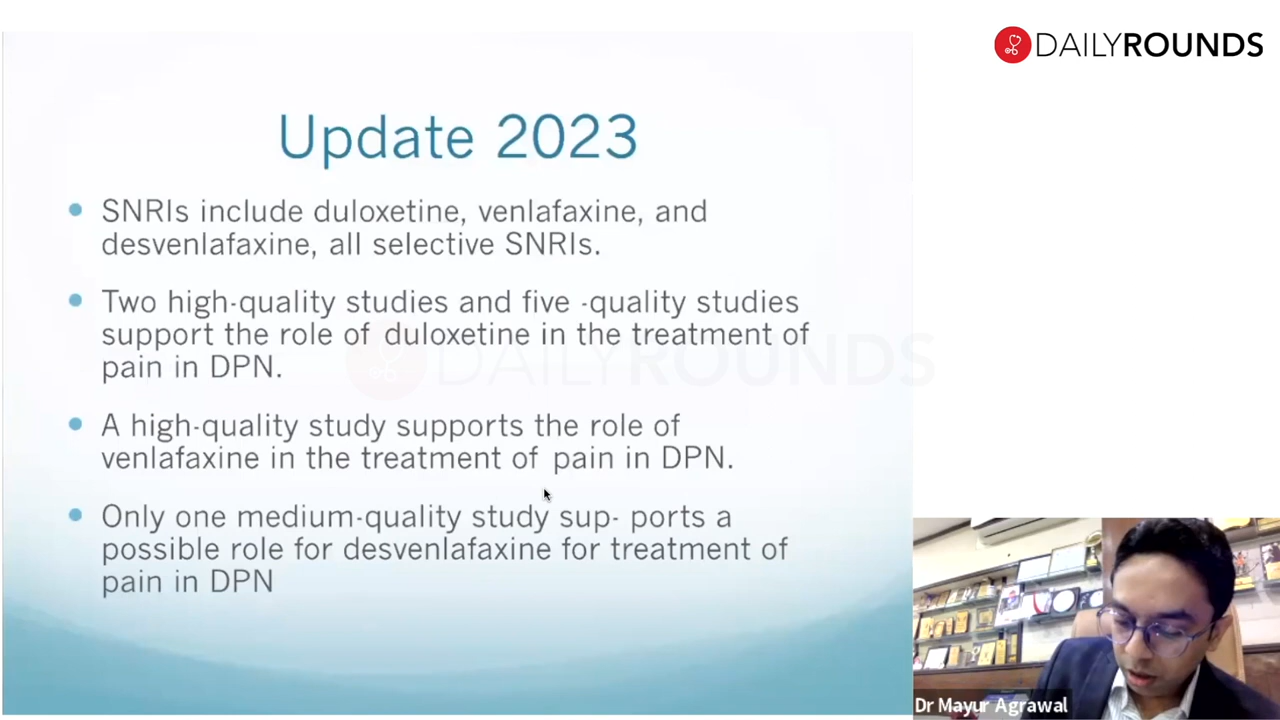 DAILYROUNDS
Update 2023
SNRIs include duloxetine, venlafaxine, and
desvenlafaxine, all selective SNRIs.
Two high-quality studies and five -quality studies
support the role of duloxetine in the treatment of
pain in DPN.
DAILYROUNDS
A high-quality study supports the role of
venlafaxine in the treatment of pain in DPN.
Only one medium-quality study sup- ports a
possible role for desvenlafaxine for treatment of
pain in DPN
Dr Mayur Agrawal